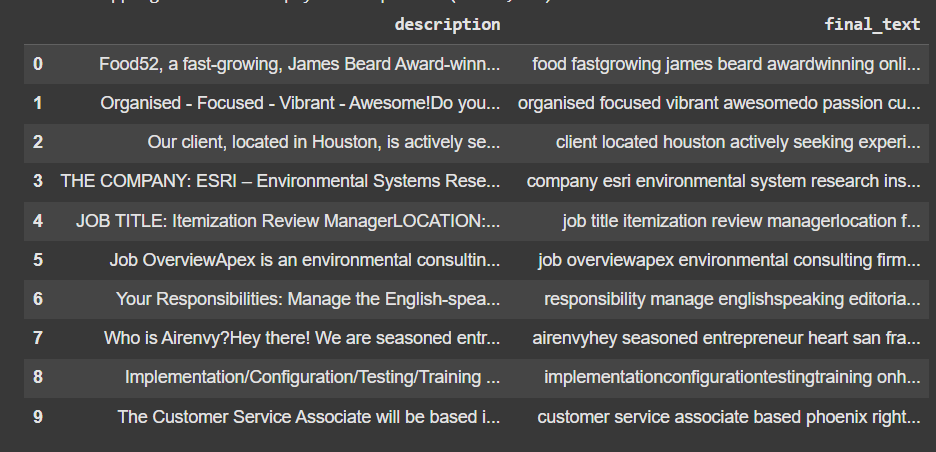 description final_text
0 Food52, a fast-growing, James Beard Award-winn... food fastgrowing james beard awardwinning onli...
1 Organised - Focused - Vibrant - Awesome!Do you... organised focused vibrant awesomedo passion cu...
2 Our client, located in Houston, is actively se... client located houston actively seeking experi...
3 THE COMPANY: ESRI – Environmental Systems Rese... company esri environmental system research ins...
4 JOB TITLE: Itemization Review ManagerLOCATION:... job title itemization review managerlocation f...
5 Job OverviewApex is an environmental consultin... job overviewapex environmental consulting firm...
6 Your Responsibilities: Manage the English-spea... responsibility manage englishspeaking editoria...
7 Who is Airenvy?Hey there! We are seasoned entr... airenvyhey seasoned entrepreneur heart san fra...
8 Implementation/Configuration/Testing/Training ... implementationconfigurationtestingtraining onh...
9 The Customer Service Associate will be based i... customer service associate based phoenix right...